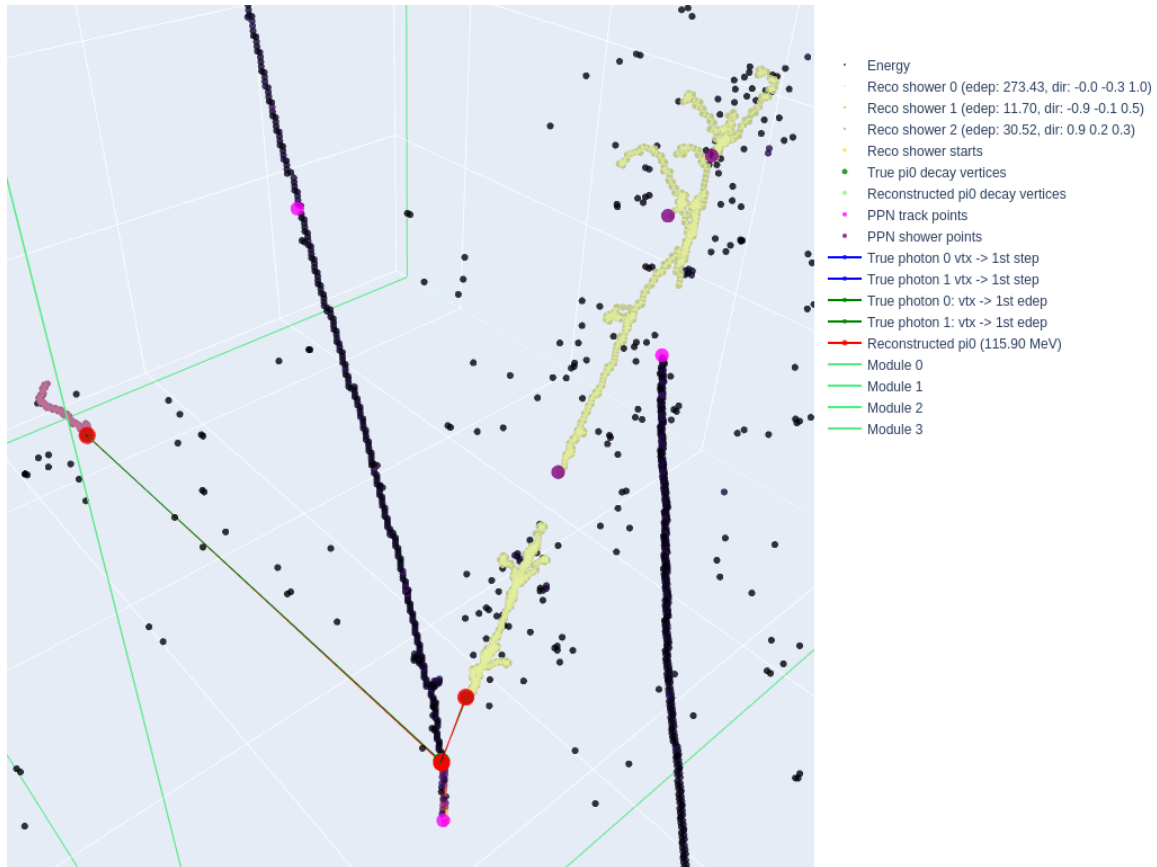 Energy
Reco shower 0 (edep: 273.43, dir: -0.0 -0.3 1.0)
Reco shower 1 (edep: 11.70, dir: -0.9 -0.1 0.5)
Reco shower 2 (edep: 30.52, dir: 0.9 0.2 0.3)
Reco shower starts
True pi0 decay vertices
Reconstructed pi0 decay vertices
PPN track points
PPN shower points
True photon 0 vtx -> 1st step
True photon 1 vtx -> 1st step
True photon 0: vtx -> 1st edep
True photon 1: vtx -> 1st edep
Reconstructed pi0 (115.90 MeV)
Module 0
Module 1
Module 2
Module 3